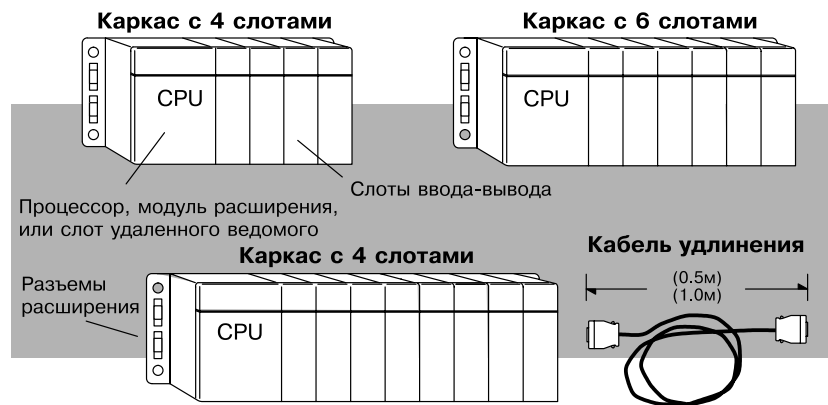 Каркас с 4 слотами
Каркас с 6 слотами
CPU
CPU
Слоты ввода-вывода
Процессор, модуль расширения,
или слот удаленного ведомого
Каркас с 4 слотами
Кабель удлинения
Разъемы
расширения
(0.5м)
(1.0м)
CPU